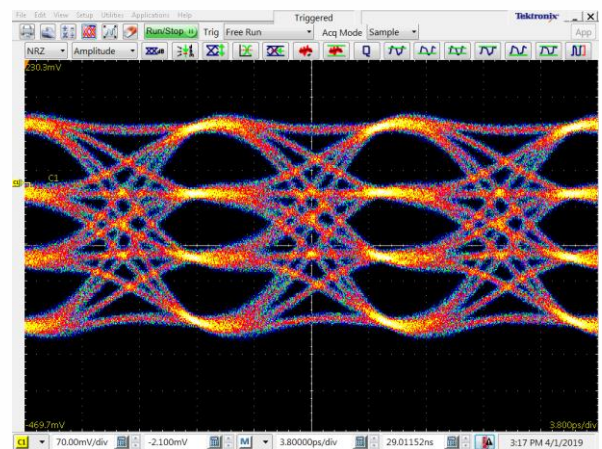 File Edit View Setup Utilities Applications Help Triggered Tektronix
Run/Stop Trig Free Run Acq Mode Sample App
NRZ Amplitude
230.3mV
C1
-469.7mV 3.800ps/div
C1 70.00mV/div -2.100mV M 3.80000ps/div 29.01152ns 3:17 PM 4/1/2019